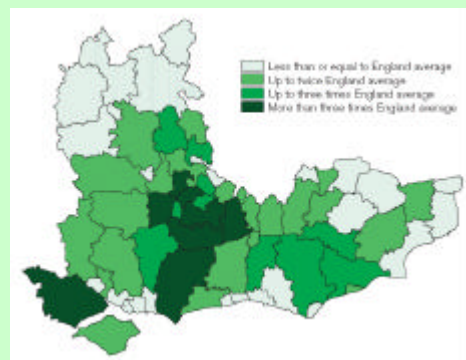 Less than or equal to England average
Up to twice England average
Up to three times England average
More than three times England average